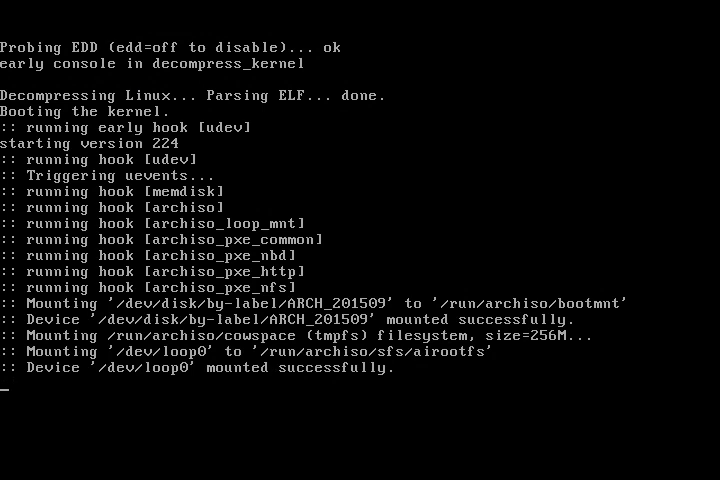 Probing EDD (edd=off to disable)... ok
early console in decompress_kernel
Decompressing Linux... Parsing ELF... done.
Booting the kernel.
:: running early hook [udev]
starting version 224
:: running hook [udev]
:: Triggering uevents...
:: running hook [memdisk]
:: running hook [archiso]
:: running hook [archiso_loop_mnt]
:: running hook [archiso_pxe_common]
:: running hook [archiso_pxe_nbd]
:: running hook [archiso_pxe_http]
:: running hook [archiso_pxe_nfs]
:: Mounting '/dev/disk/by-label/ARCH_201509' to '/run/archiso/bootmnt'
:: Device '/dev/disk/by-label/ARCH_201509' mounted successfully.
:: Mounting /run/archiso/cowspace (tmpfs) filesystem, size=256M...
:: Mounting '/dev/loop0' to '/run/archiso/sfs/airootfs'
:: Device '/dev/loop0' mounted successfully.